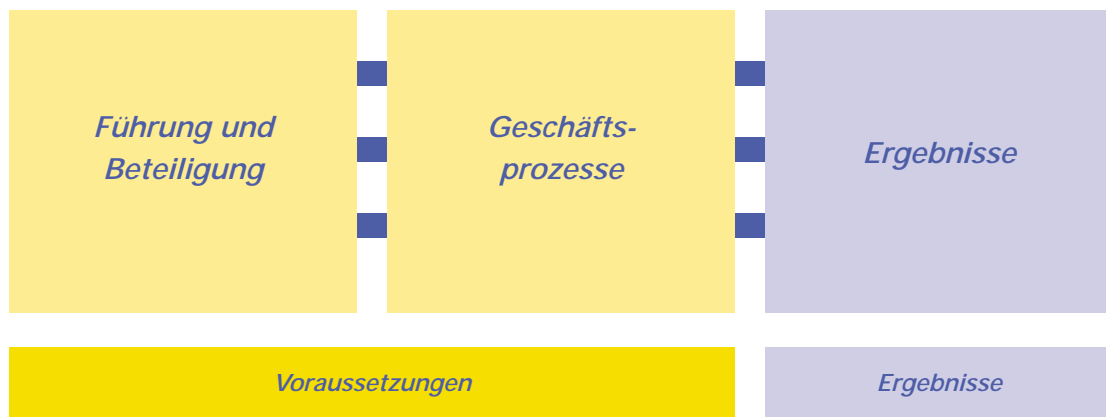 Führung und
Beteiligung
Geschäfts-
prozesse
Ergebnisse
Voraussetzungen
Ergebnisse